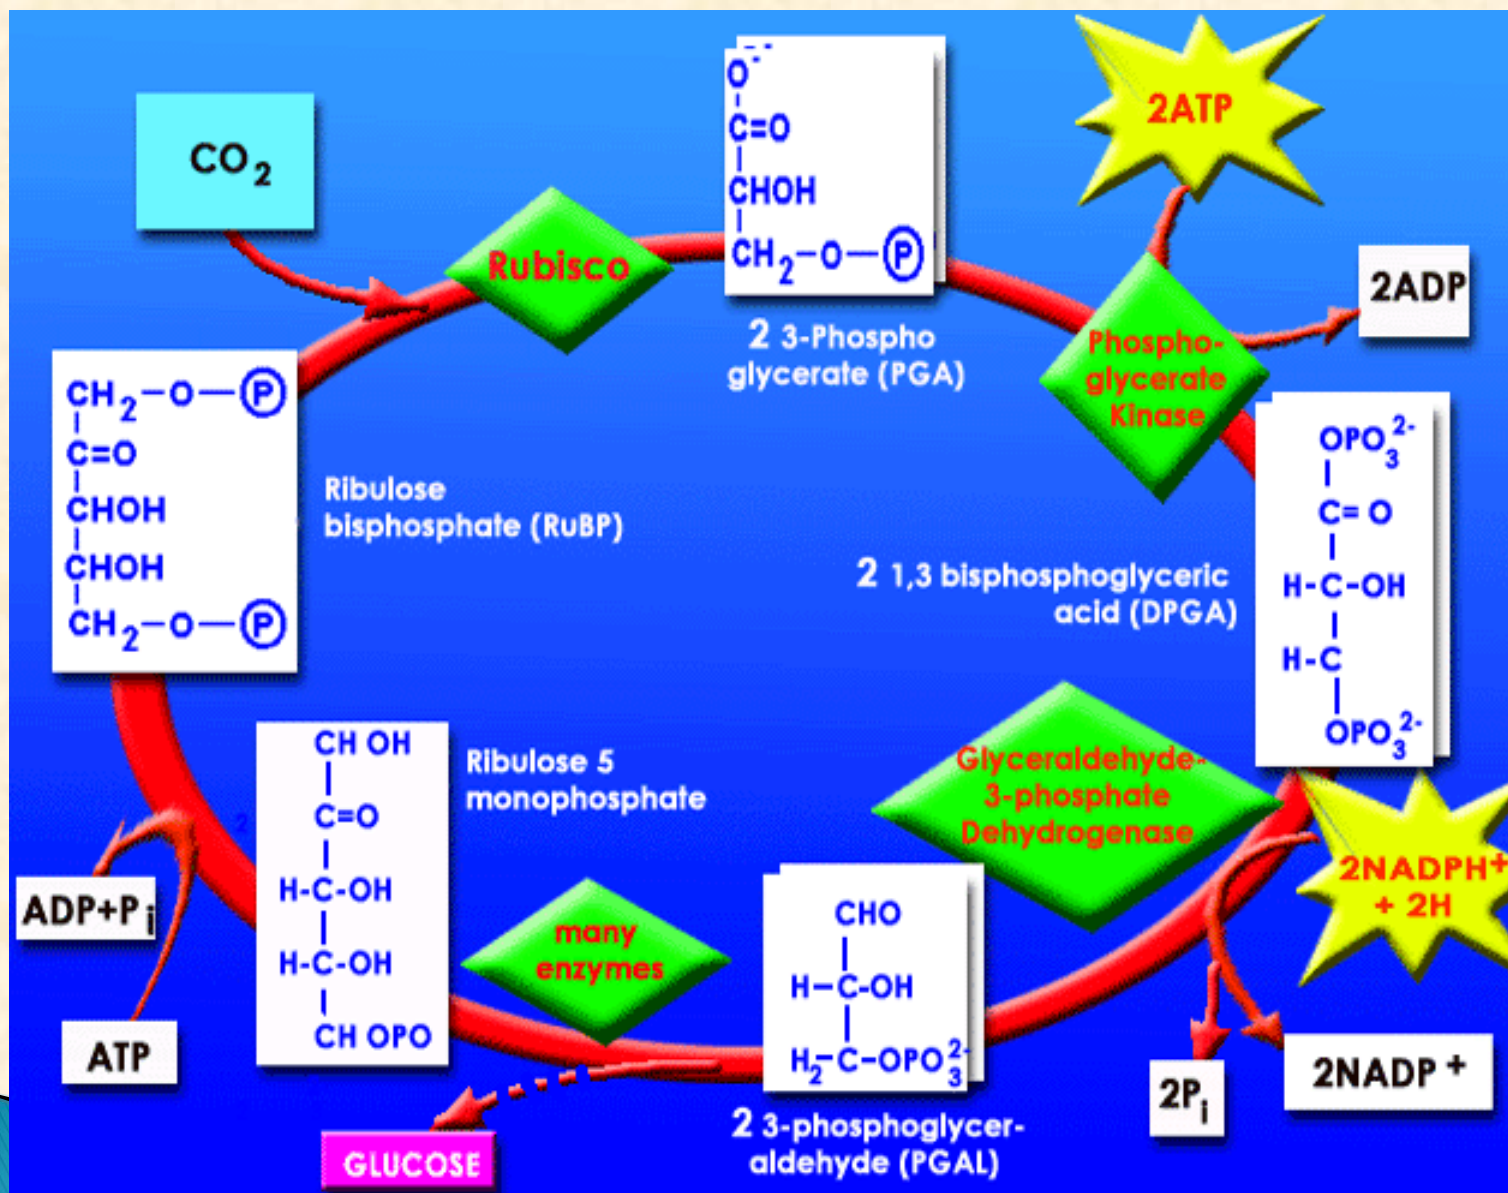 CO2
Rubisco
O-
C=O
CHOH
CH2-O-P
2 3-Phospho
glycerate (PGA)
2ATP
2ADP
Phospho-
glycerate
Kinase
CH2-O-P
C=O
CHOH
CHOH
CH2-O-P
Ribulose
bisphosphate (RuBP)
2 1,3 bisphosphoglyceric
acid (DPGA)
OPO3 2-
C=O
H-C-OH
H-C
OPO3 2-
Glyceraldehyde-
3-phosphate
Dehydrogenase
2NADPH+
+ 2H
2Pi
2NADP +
CHO
H-C-OH
H2-C-OPO3 2-
2 3-phosphoglycer-
aldehyde (PGAL)
many
enzymes
GLUCOSE
CH OH
2
C=O
H-C-OH
H-C-OH
CH OPO
Ribulose 5
monophosphate
ADP+Pi
ATP